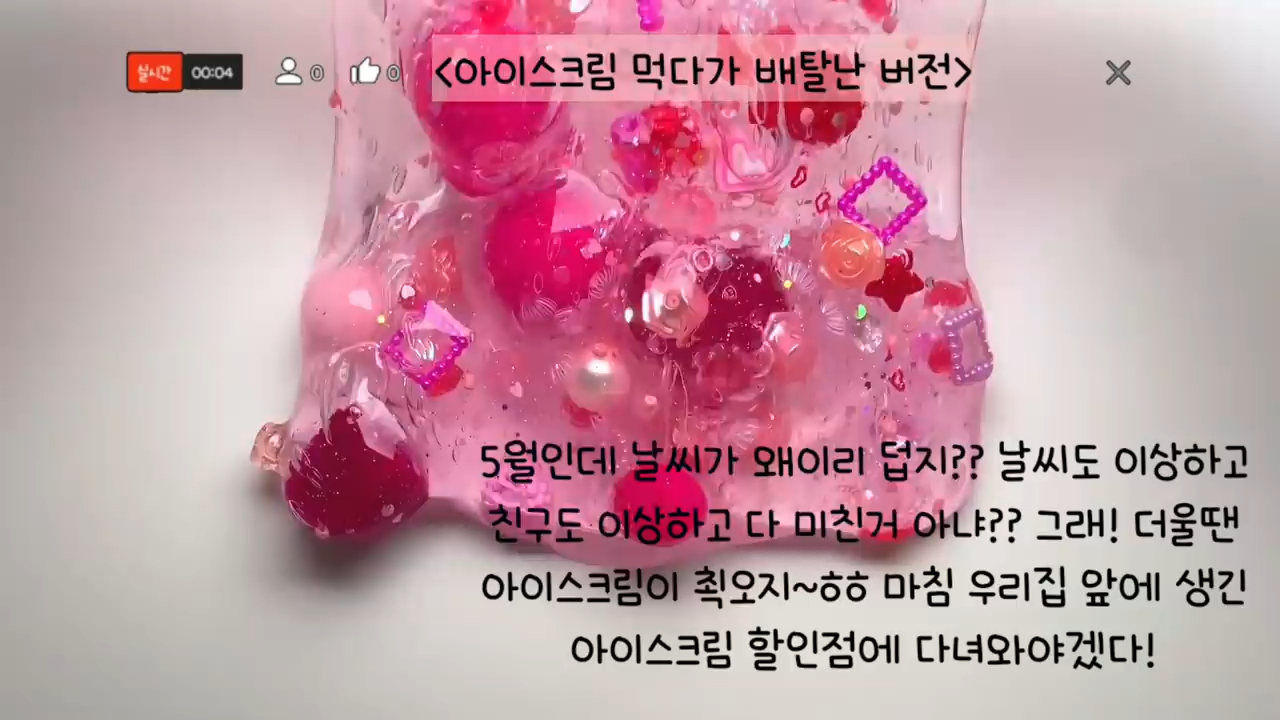 실시간 00:04 0 0 <아이스크림 먹다가 배탈난 버전>
5월인데 날씨가 왜이리 덥지?? 날씨도 이상하고
친구도 이상하고 다 미친거 아냐?? 그래! 더울땐
아이스크림이 쵝오지~ㅎㅎ 마침 우리집 앞에 생긴
아이스크림 할인점에 다녀와야겠다!